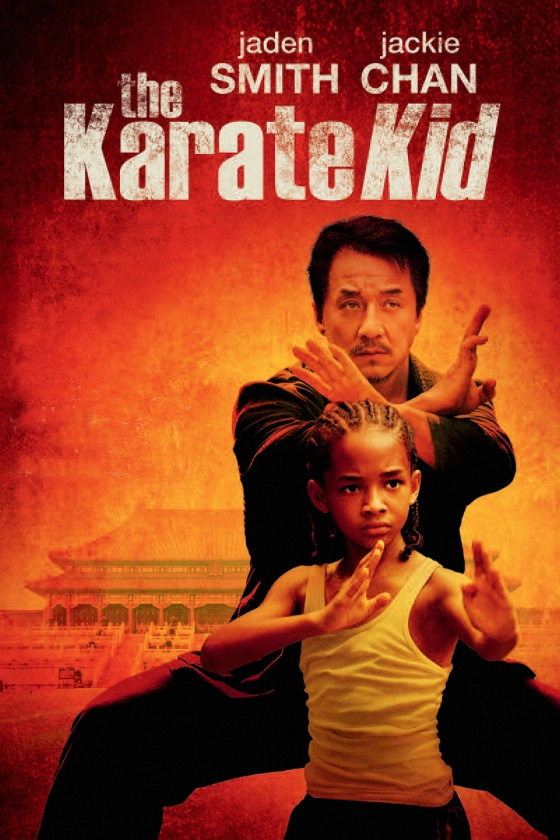 jaden jackie
SMITH CHAN
the
Karate Kid